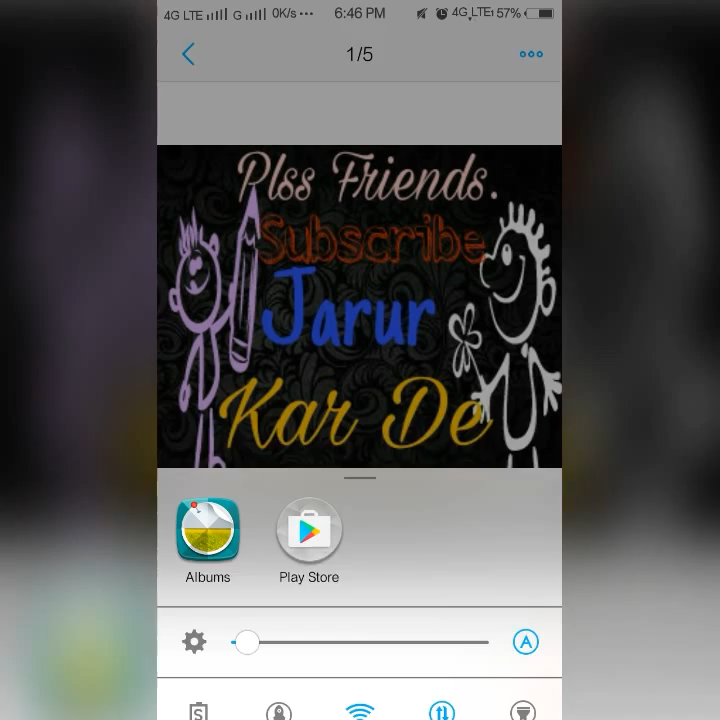 4G LTE G 0K/s ··· 6:46 PM 4G LTE 57%
1/5
Plss Friends.
Subscribe
Jarur
Kar De
Albums Play Store
A
S